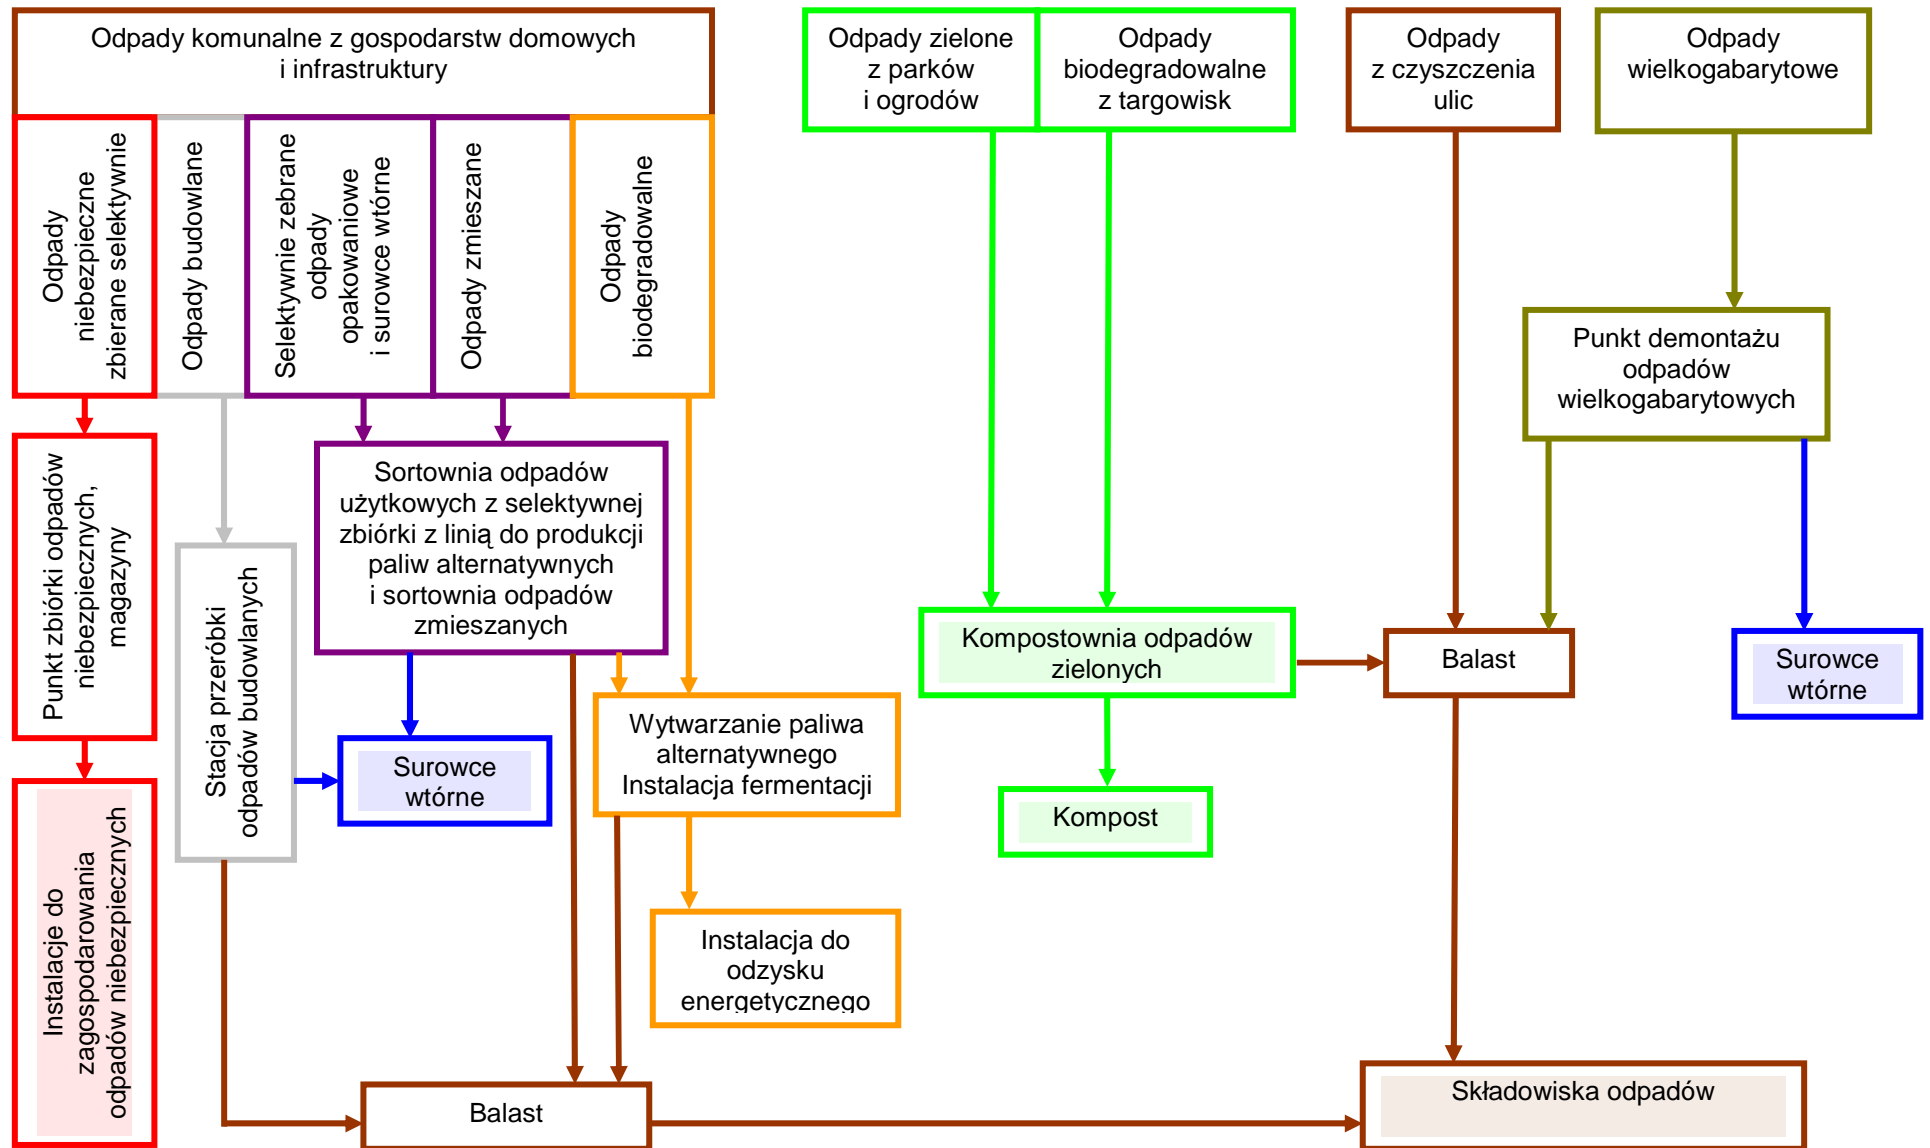 Odpady komunalne z gospodarstw domowych
i infrastruktury
Odpady zielone
z parków
i ogrodów
Odpady
biodegradowalne
z targowisk
Odpady
z czyszczenia
ulic
Odpady
wielkogabarytowe
Odpady
niebezpieczne
zbierane selektywnie
Odpady budowlane
Selektywnie zebrane
odpady
opakowaniowe
i surowce wtórne
Odpady zmieszane
Odpady
biodegradowalne
Punkt demontażu
odpadów
wielkogabarytowych
Punkt zbiórki odpadów
niebezpiecznych,
magazyny
Sortownia odpadów
użytkowych z selektywnej
zbiórki z linią do produkcji
paliw alternatywnych
i sortownia odpadów
zmieszanych
Stacja przeróbki
odpadów budowlanych
Kompostownia odpadów
zielonych
Balast
Surowce
wtórne
Wytwarzanie paliwa
alternatywnego
Instalacja fermentacji
Surowce
wtórne
Kompost
Instalacje do
zagospodarowania
odpadów niebezpiecznych
Instalacja do
odzysku
energetycznego
Balast
Składowiska odpadów